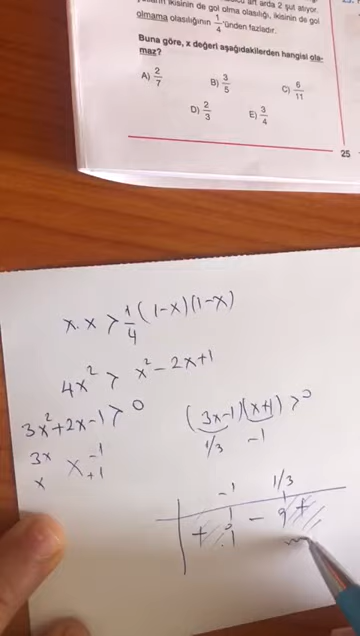 art arda 2 şut atıyor.
ikisinin de gol olma olasılığı, ikisinin de gol
olmama olasılığının 1/4 'ünden fazladır.
Buna göre, x değeri aşağıdakilerden hangisi ola-
maz?
A) 2/7 B) 3/5 C) 6/11
D) 2/3 E) 3/4
25
x.x > 1/4 (1-x)(1-x)
4x² > x² - 2x+1
3x²+2x-1 > 0
(3x-1)(x+1) > 0
1/3 -1
3x -1
x x +1
-1 1/3
+ - +